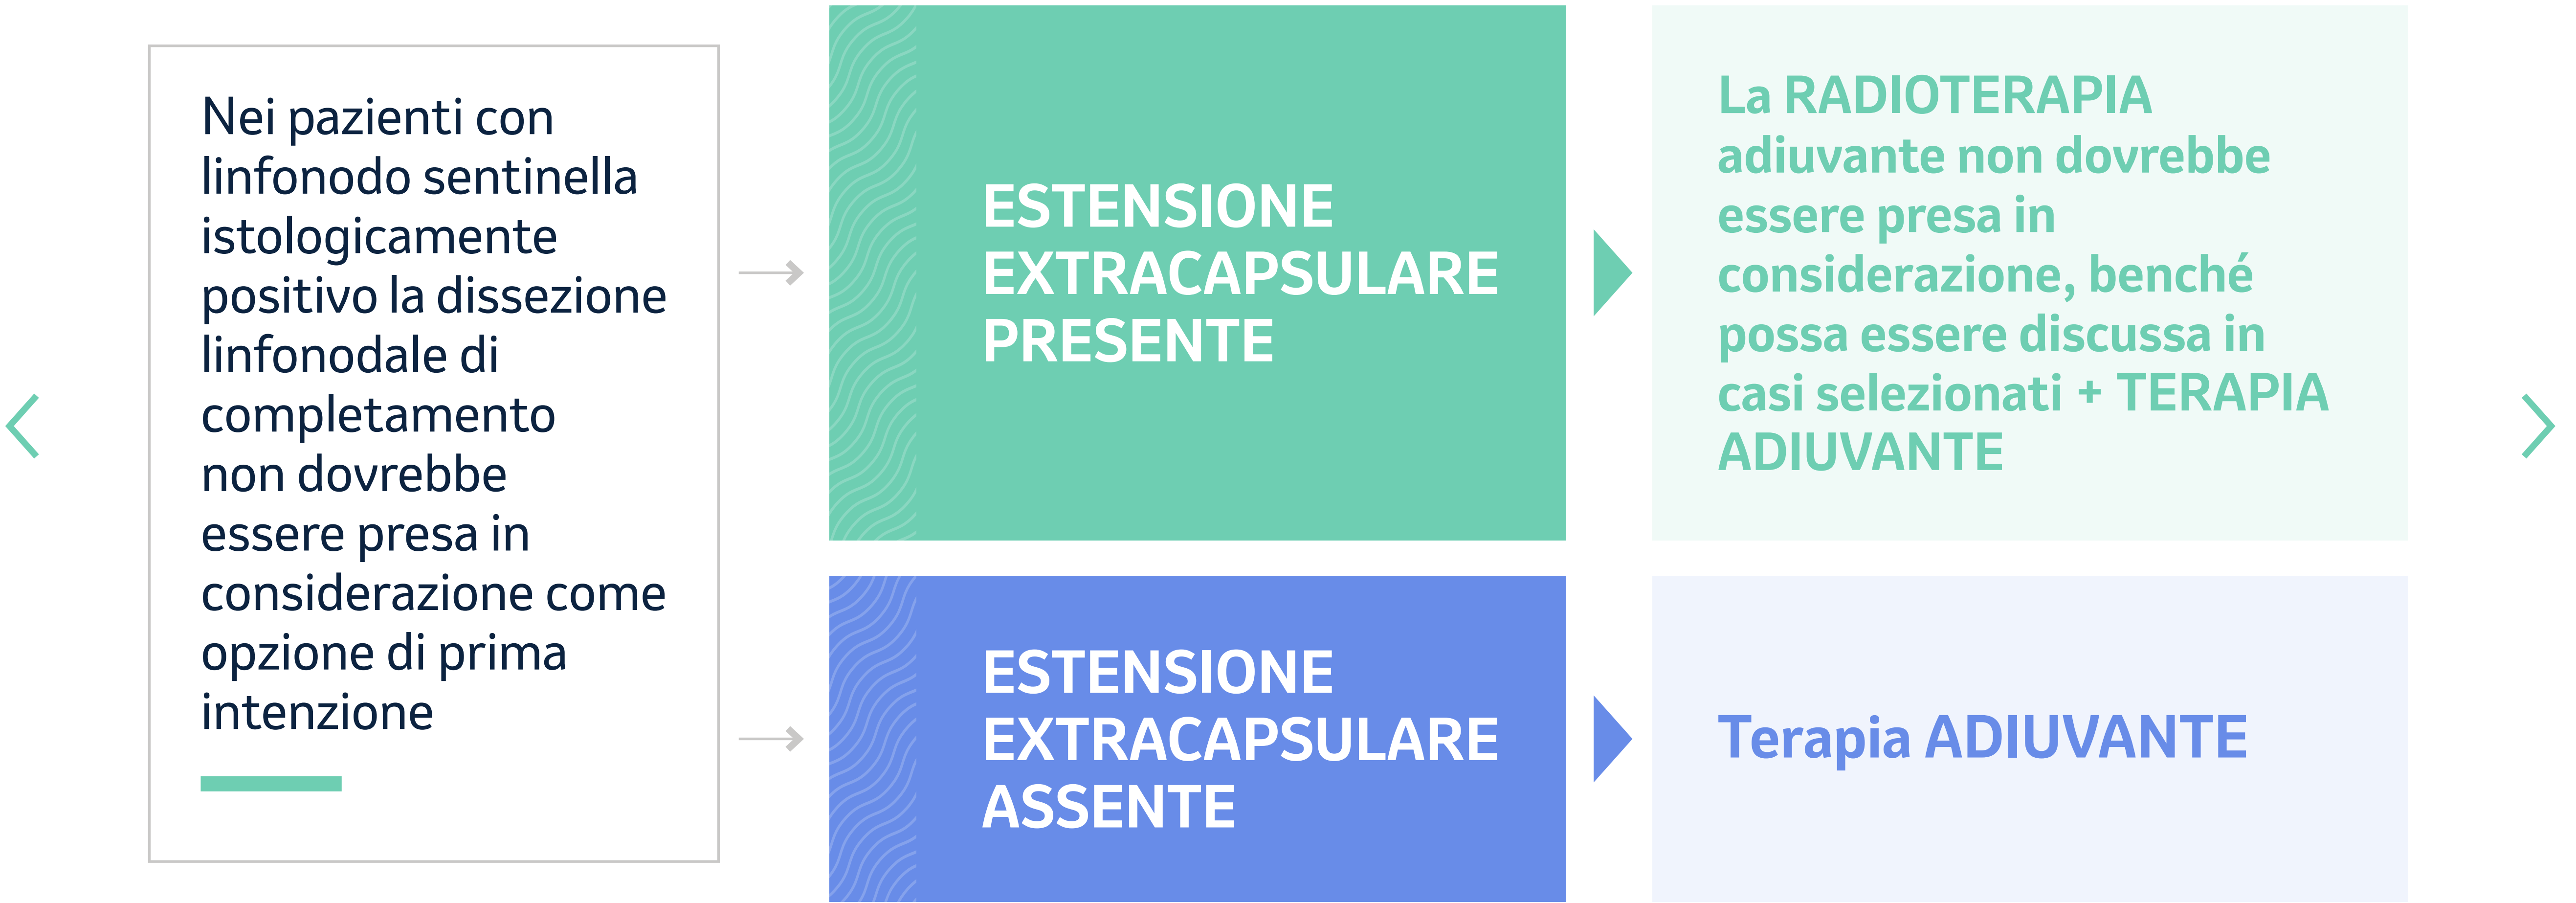 Nei pazienti con
linfonodo sentinella
istologicamente
positivo la dissezione
linfonodale di
completamento
non dovrebbe
essere presa in
considerazione come
opzione di prima
intenzione
ESTENSIONE
EXTRACAPSULARE
PRESENTE
La RADIOTERAPIA
adiuvante non dovrebbe
essere presa in
considerazione, benché
possa essere discussa in
casi selezionati + TERAPIA
ADIUVANTE
ESTENSIONE
EXTRACAPSULARE
ASSENTE
Terapia ADIUVANTE